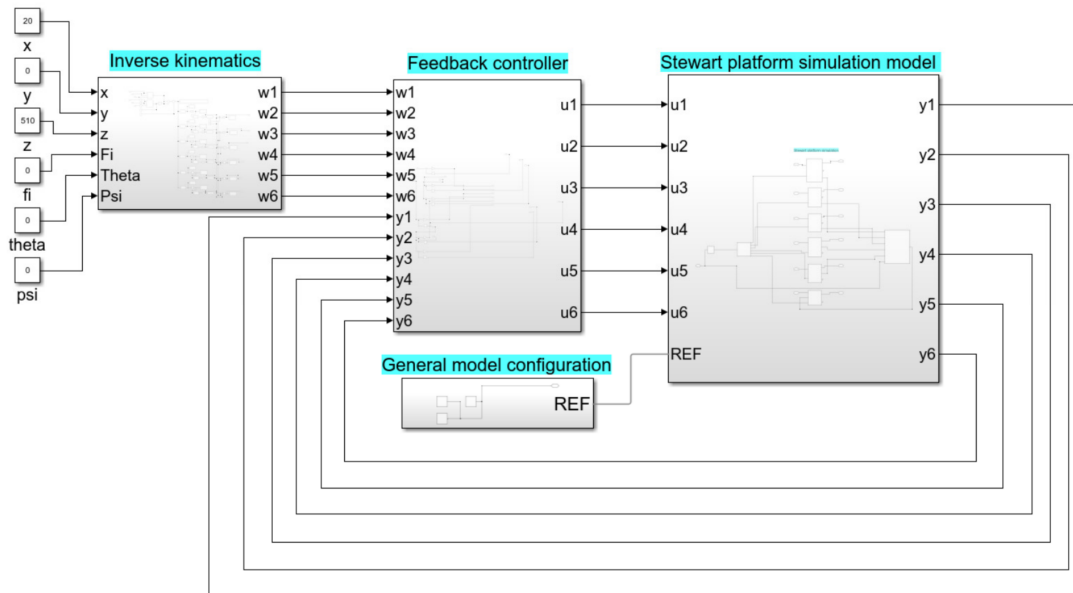 20
x
0
y
510
z
0
fi
0
theta
0
psi
Inverse kinematics
x
y
z
Fi
Theta
Psi
w1
w2
w3
w4
w5
w6
Feedback controller
w1
w2
w3
w4
w5
w6
y1
y2
y3
y4
y5
y6
u1
u2
u3
u4
u5
u6
Stewart platform simulation model
u1
u2
u3
u4
u5
u6
REF
y1
y2
y3
y4
y5
y6
General model configuration
REF